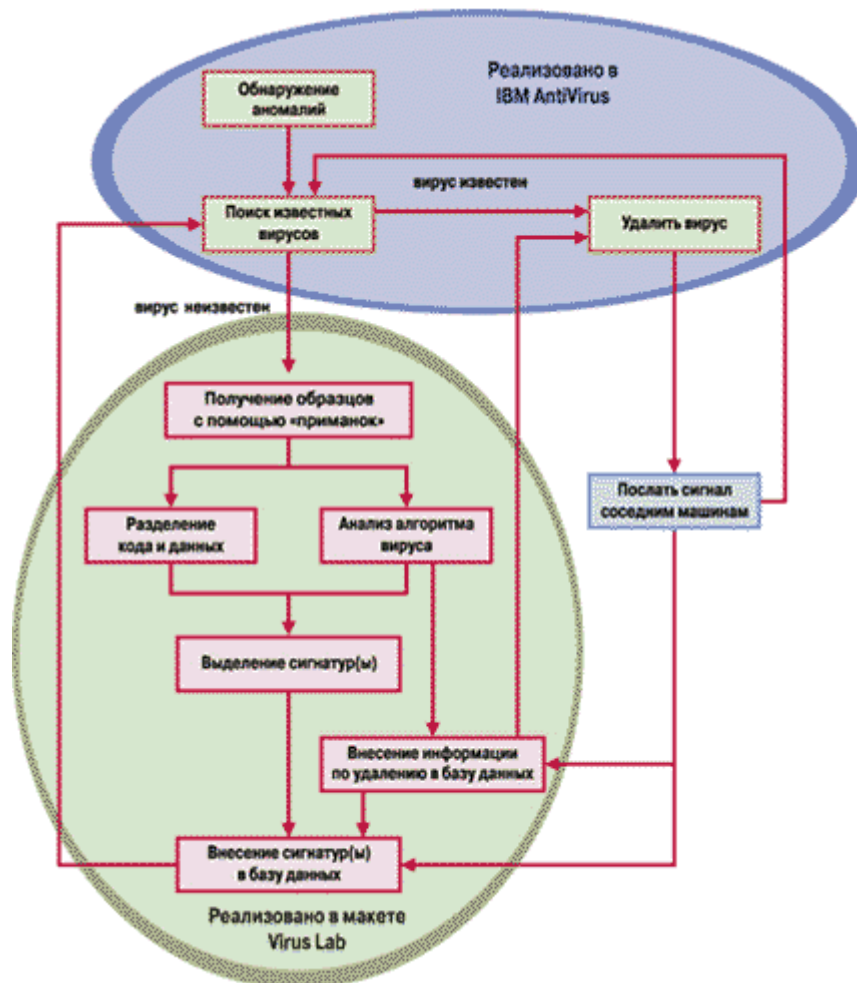 Реализовано в
IBM AntiVirus
Обнаружение
аномалий
вирус известен
Поиск известных
вирусов
Удалить вирус
вирус неизвестен
Получение образцов
с помощью «приманок»
Послать сигнал
соседним машинам
Разделение
кода и данных
Анализ алгоритма
вируса
Выделение сигнатур(ы)
Внесение информации
по удалению в базу данных
Внесение сигнатур(ы)
в базу данных
Реализовано в макете
Virus Lab